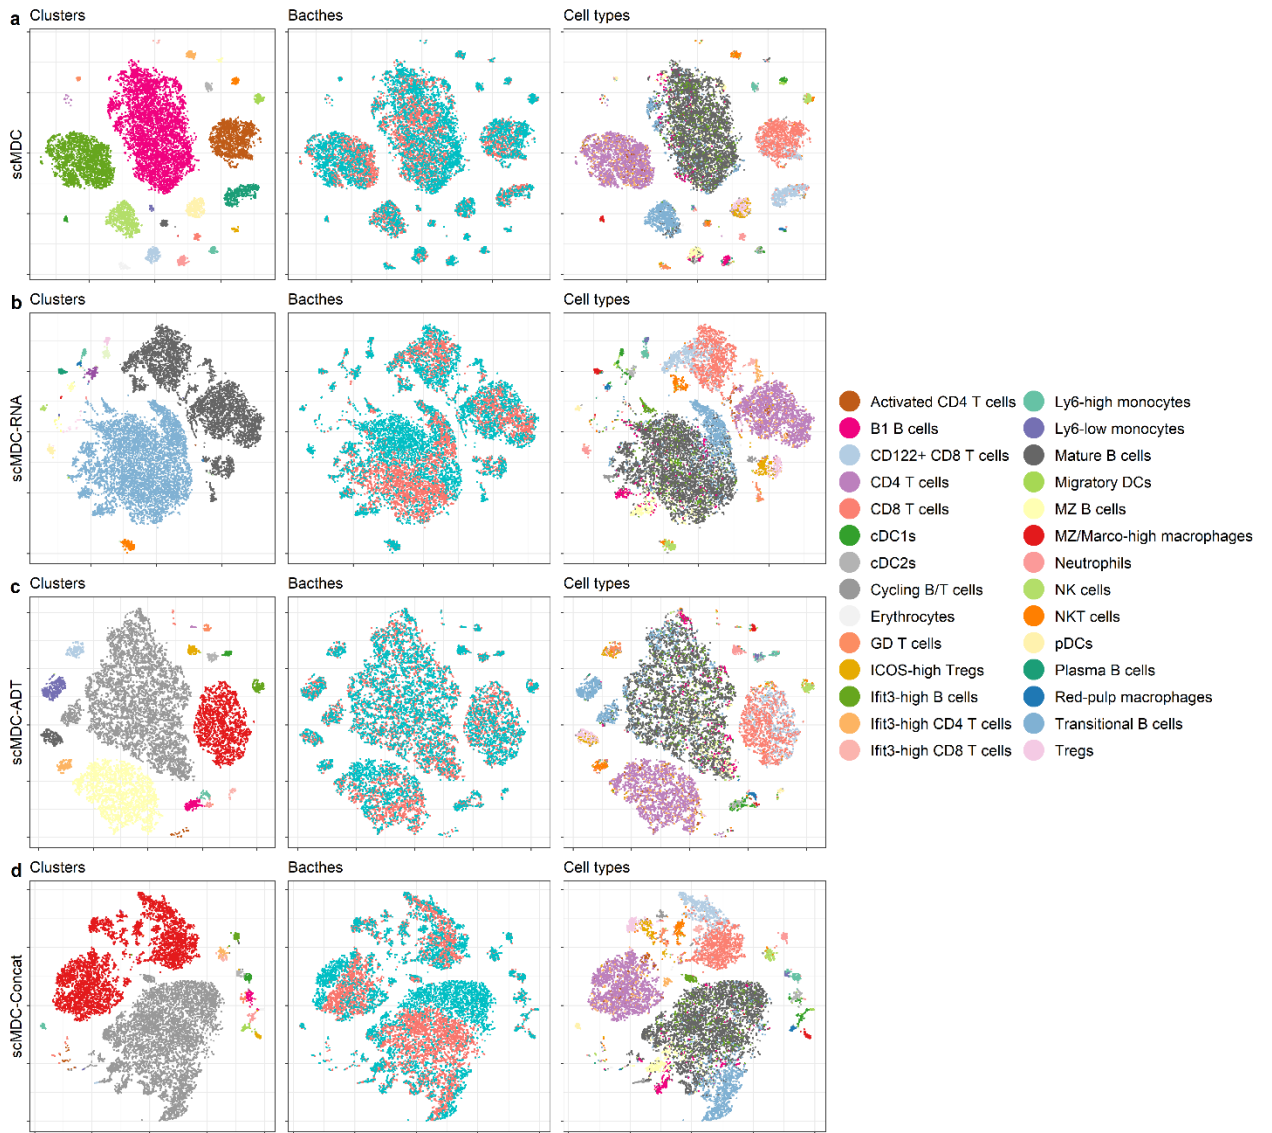 a Clusters Bacthes Cell types
scMDC
b Clusters Bacthes Cell types
scMDC-RNA
c Clusters Bacthes Cell types
scMDC-ADT
d Clusters Bacthes Cell types
scMDC-Concat
Activated CD4 T cells
B1 B cells
CD122+ CD8 T cells
CD4 T cells
CD8 T cells
cDC1s
cDC2s
Cycling B/T cells
Erythrocytes
GD T cells
ICOS-high Tregs
Ifit3-high B cells
Ifit3-high CD4 T cells
Ifit3-high CD8 T cells
Ly6-high monocytes
Ly6-low monocytes
Mature B cells
Migratory DCs
MZ B cells
MZ/Marco-high macrophages
Neutrophils
NK cells
NKT cells
pDCs
Plasma B cells
Red-pulp macrophages
Transitional B cells
Tregs